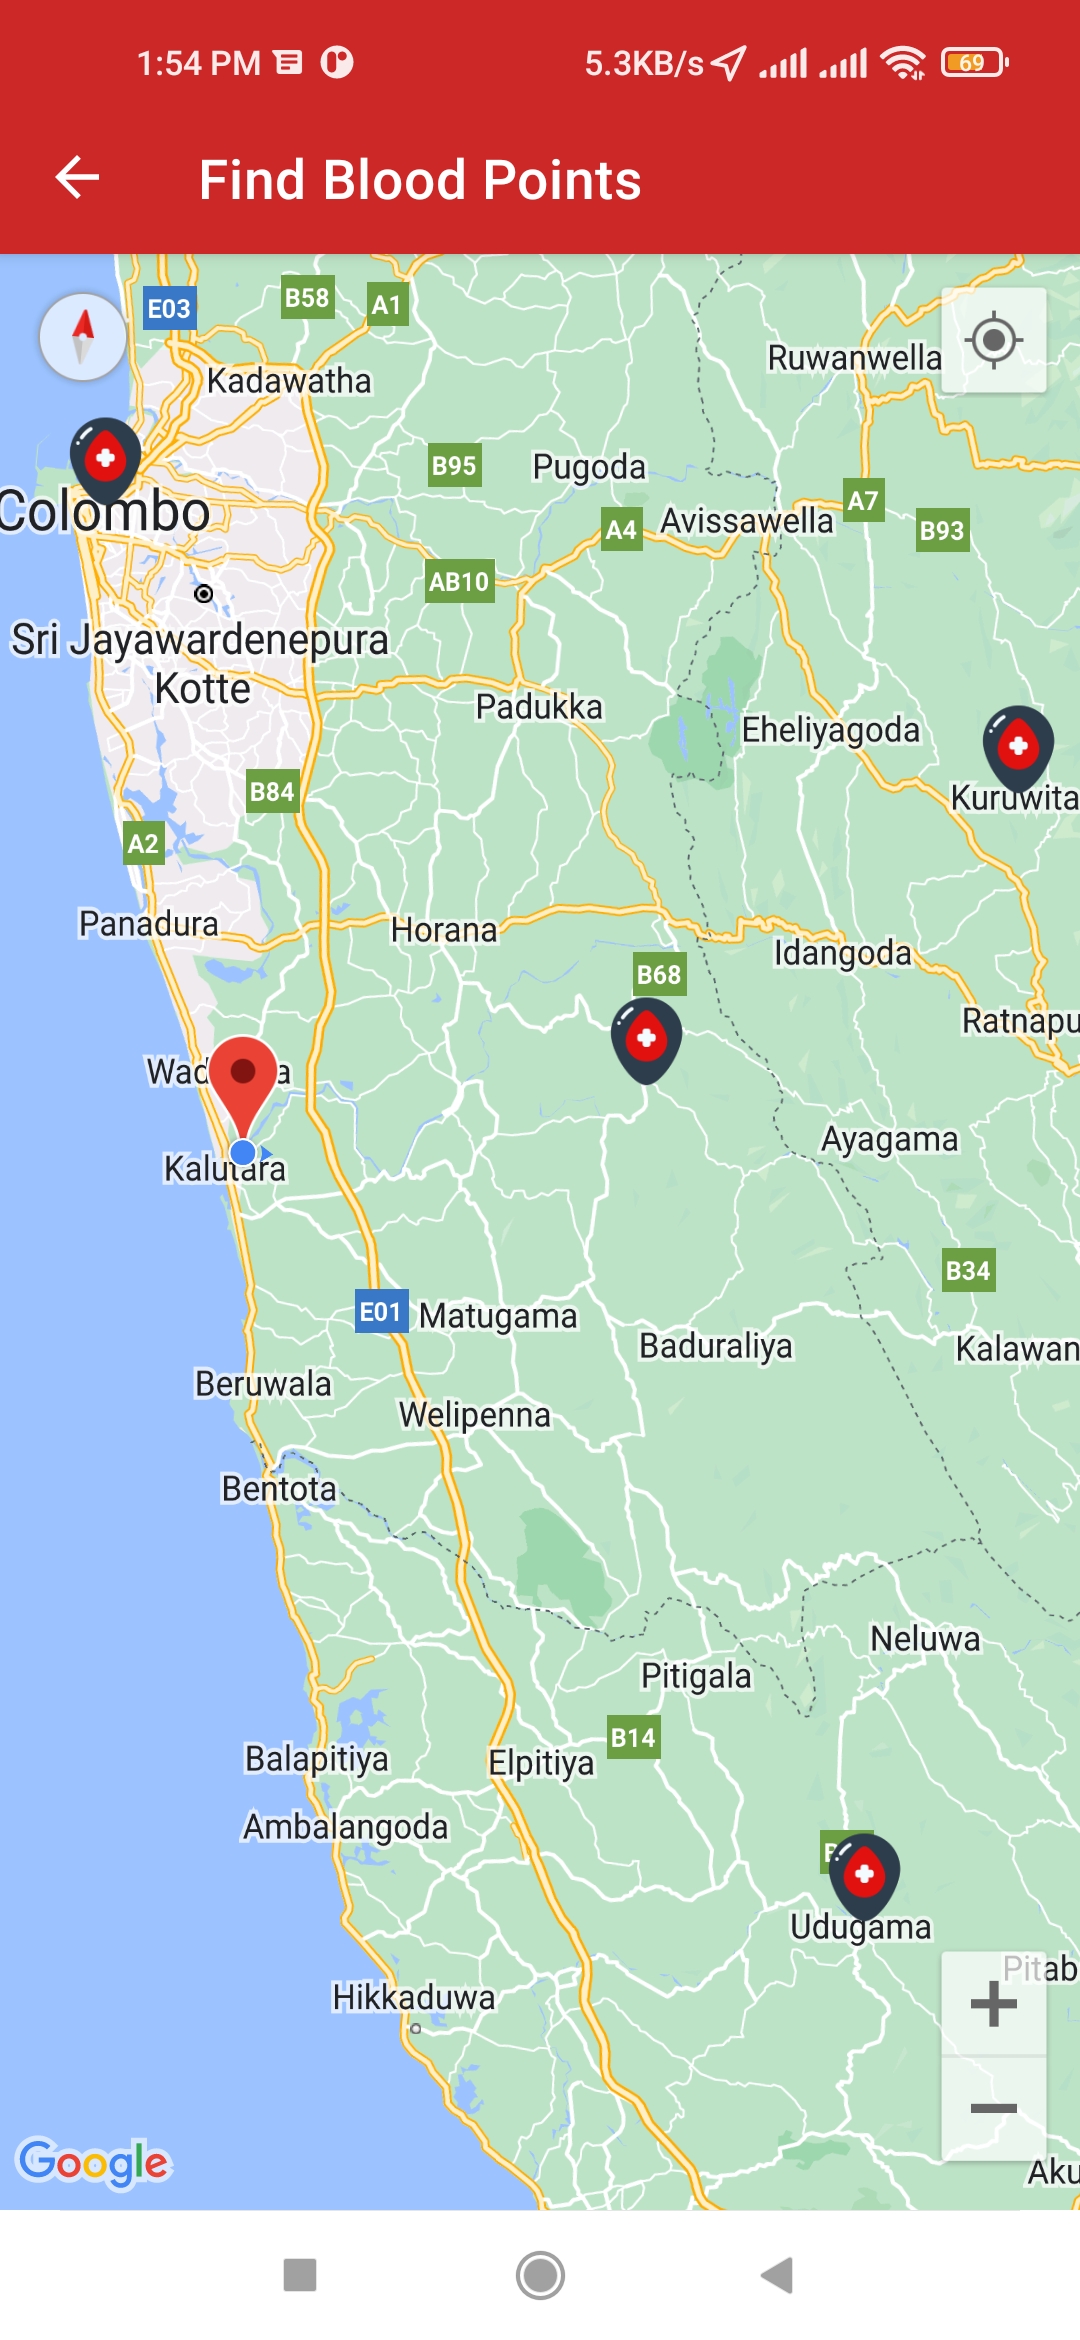 1:54 PM
5.3KB/s
69
Find Blood Points
E03
B58
A1
Kadawatha
Ruwanwella
B95
Pugoda
A7
Colombo
A4
Avissawella
B93
AB10
Sri Jayawardenepura
Kotte
Padukka
Eheliyagoda
B84
Kuruwita
A2
Panadura
Horana
Idangoda
B68
Ratnapu
Kalutara
Ayagama
B34
E01
Matugama
Baduraliya
Kalawan
Beruwala
Welipenna
Bentota
Neluwa
Pitigala
B14
Balapitiya
Elpitiya
Ambalangoda
Udugama
Pitab
Hikkaduwa
Google
Aku